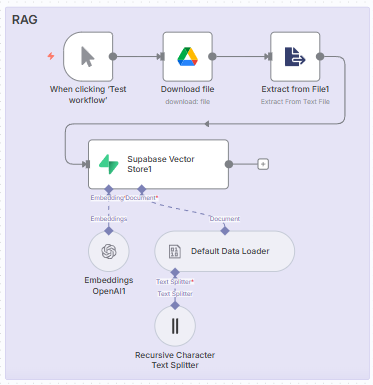 RAG
When clicking 'Test
workflow'
Download file
download: file
Extract from File1
Extract From Text File
Supabase Vector
Store1
Embedding*
Document*
Embeddings
Document
Embeddings
OpenAI1
Default Data Loader
Text Splitter*
Text Splitter
Recursive Character
Text Splitter